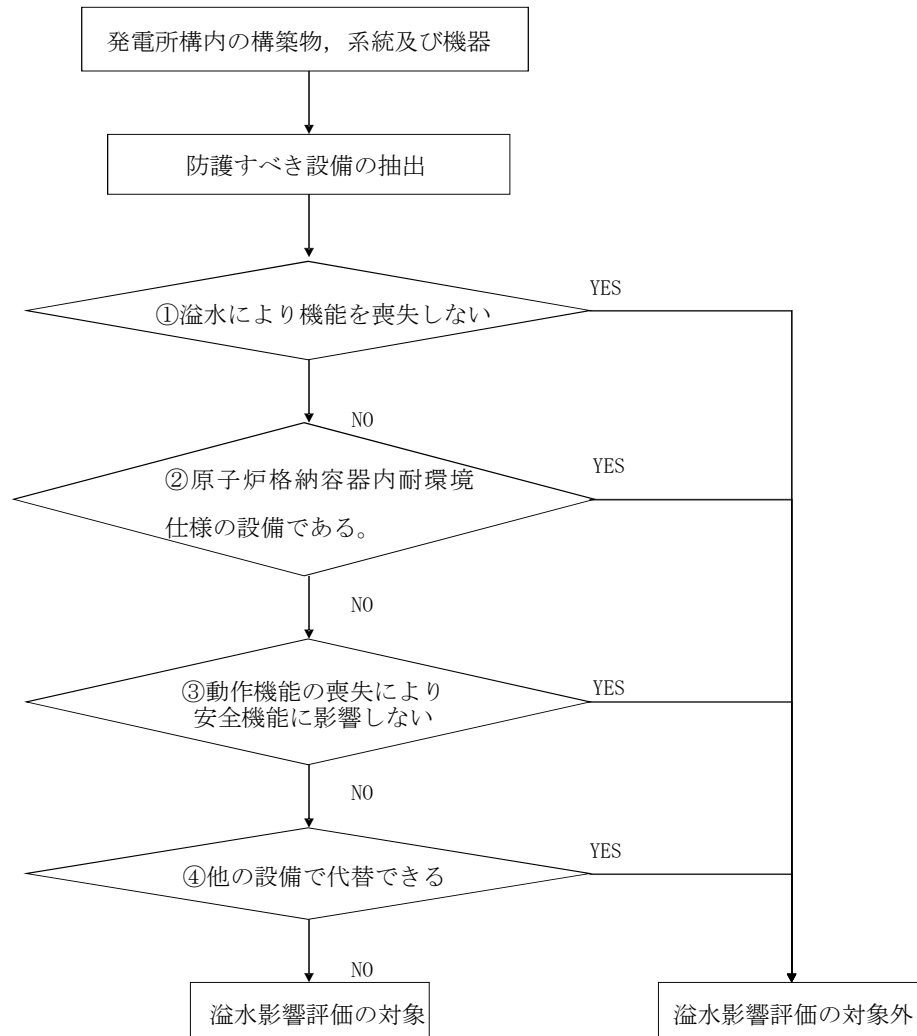 発電所構内の構築物，系統及び機器
防護すべき設備の抽出
①溢水により機能を喪失しない
YES
NO
②原子炉格納容器内耐環境
仕様の設備である。
YES
NO
③動作機能の喪失により
安全機能に影響しない
YES
NO
④他の設備で代替できる
YES
NO
溢水影響評価の対象
溢水影響評価の対象外